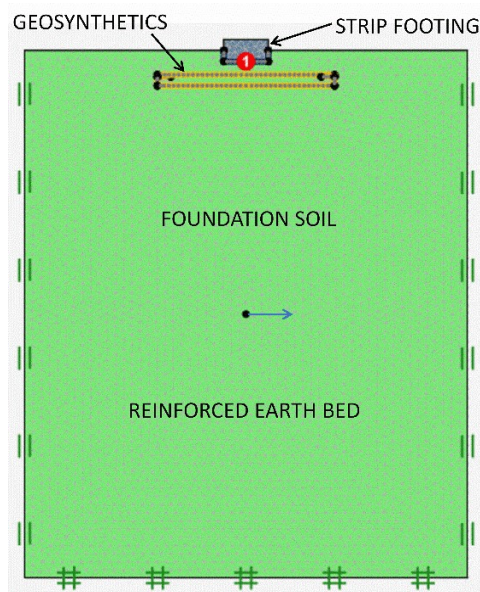 GEOSYNTHETICS
STRIP FOOTING
1
FOUNDATION SOIL
REINFORCED EARTH BED